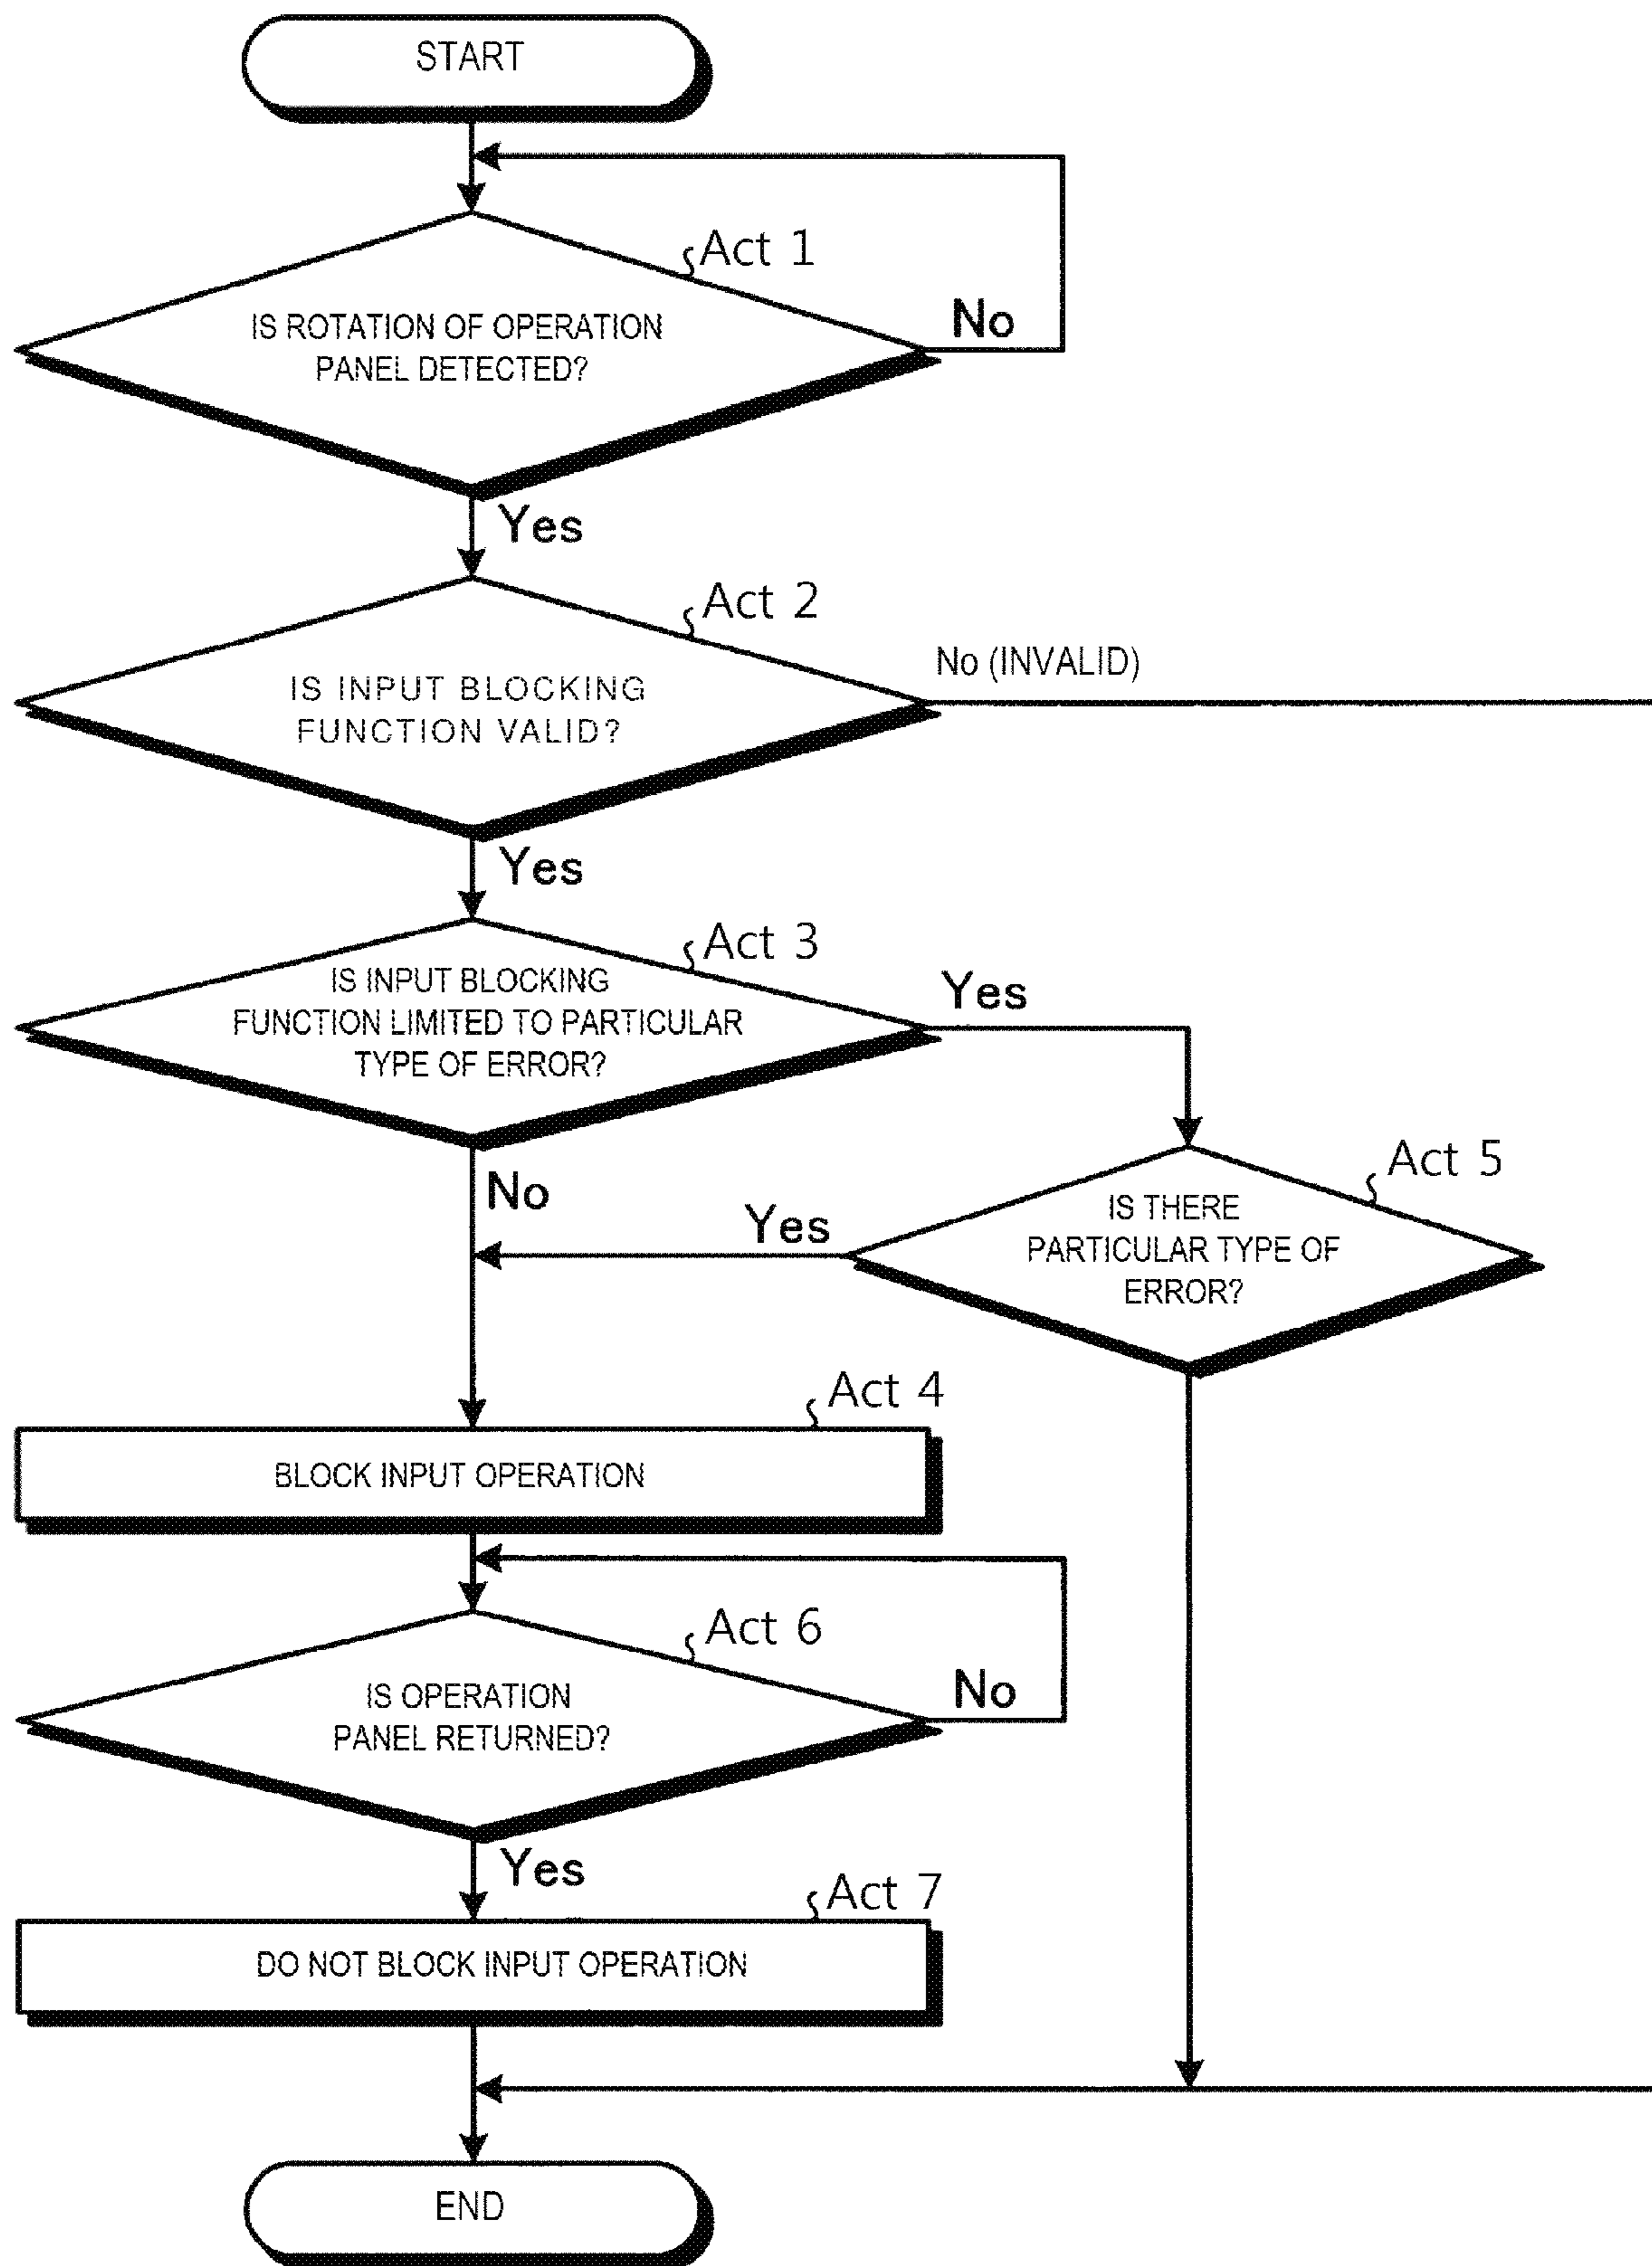 START
Act 1
IS ROTATION OF OPERATION
PANEL DETECTED?
No
Yes
Act 2
IS INPUT BLOCKING
FUNCTION VALID?
No (INVALID)
Yes
Act 3
IS INPUT BLOCKING
FUNCTION LIMITED TO PARTICULAR
TYPE OF ERROR?
Yes
No
Act 5
IS THERE
PARTICULAR TYPE OF
ERROR?
Yes
Act 4
BLOCK INPUT OPERATION
Act 6
IS OPERATION
PANEL RETURNED?
No
Yes
Act 7
DO NOT BLOCK INPUT OPERATION
END